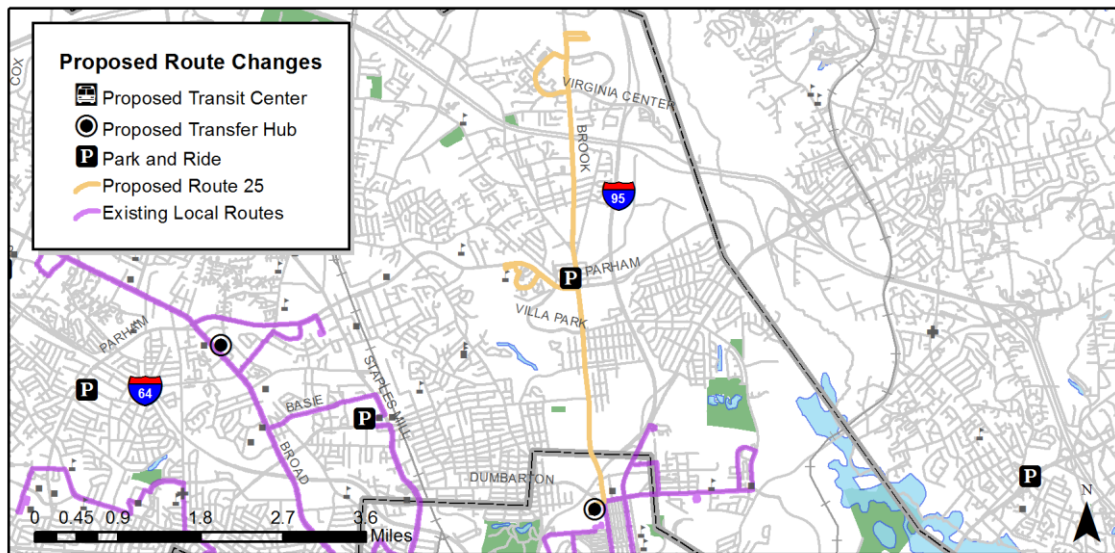 Proposed Route Changes
Proposed Transit Center
Proposed Transfer Hub
P Park and Ride
Proposed Route 25
Existing Local Routes
COX
VIRGINIA CENTER
BROOK
95
P
PARHAM
VILLA PARK
PARHAM
P
64
BASIE
P
STAPLES MILL
BROAD
DUMBARTON
P
N
0 0.45 0.9 1.8 2.7 3.6
Miles